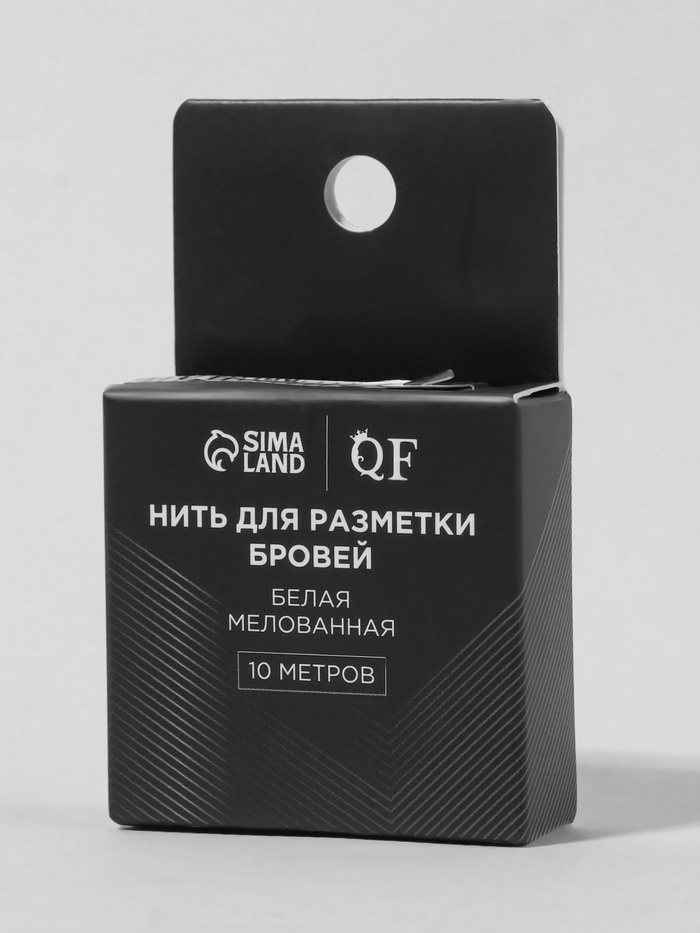 SIMA
LAND
QF
НИТЬ ДЛЯ РАЗМЕТКИ
БРОВЕЙ
БЕЛАЯ
МЕЛОВАННАЯ
10 МЕТРОВ